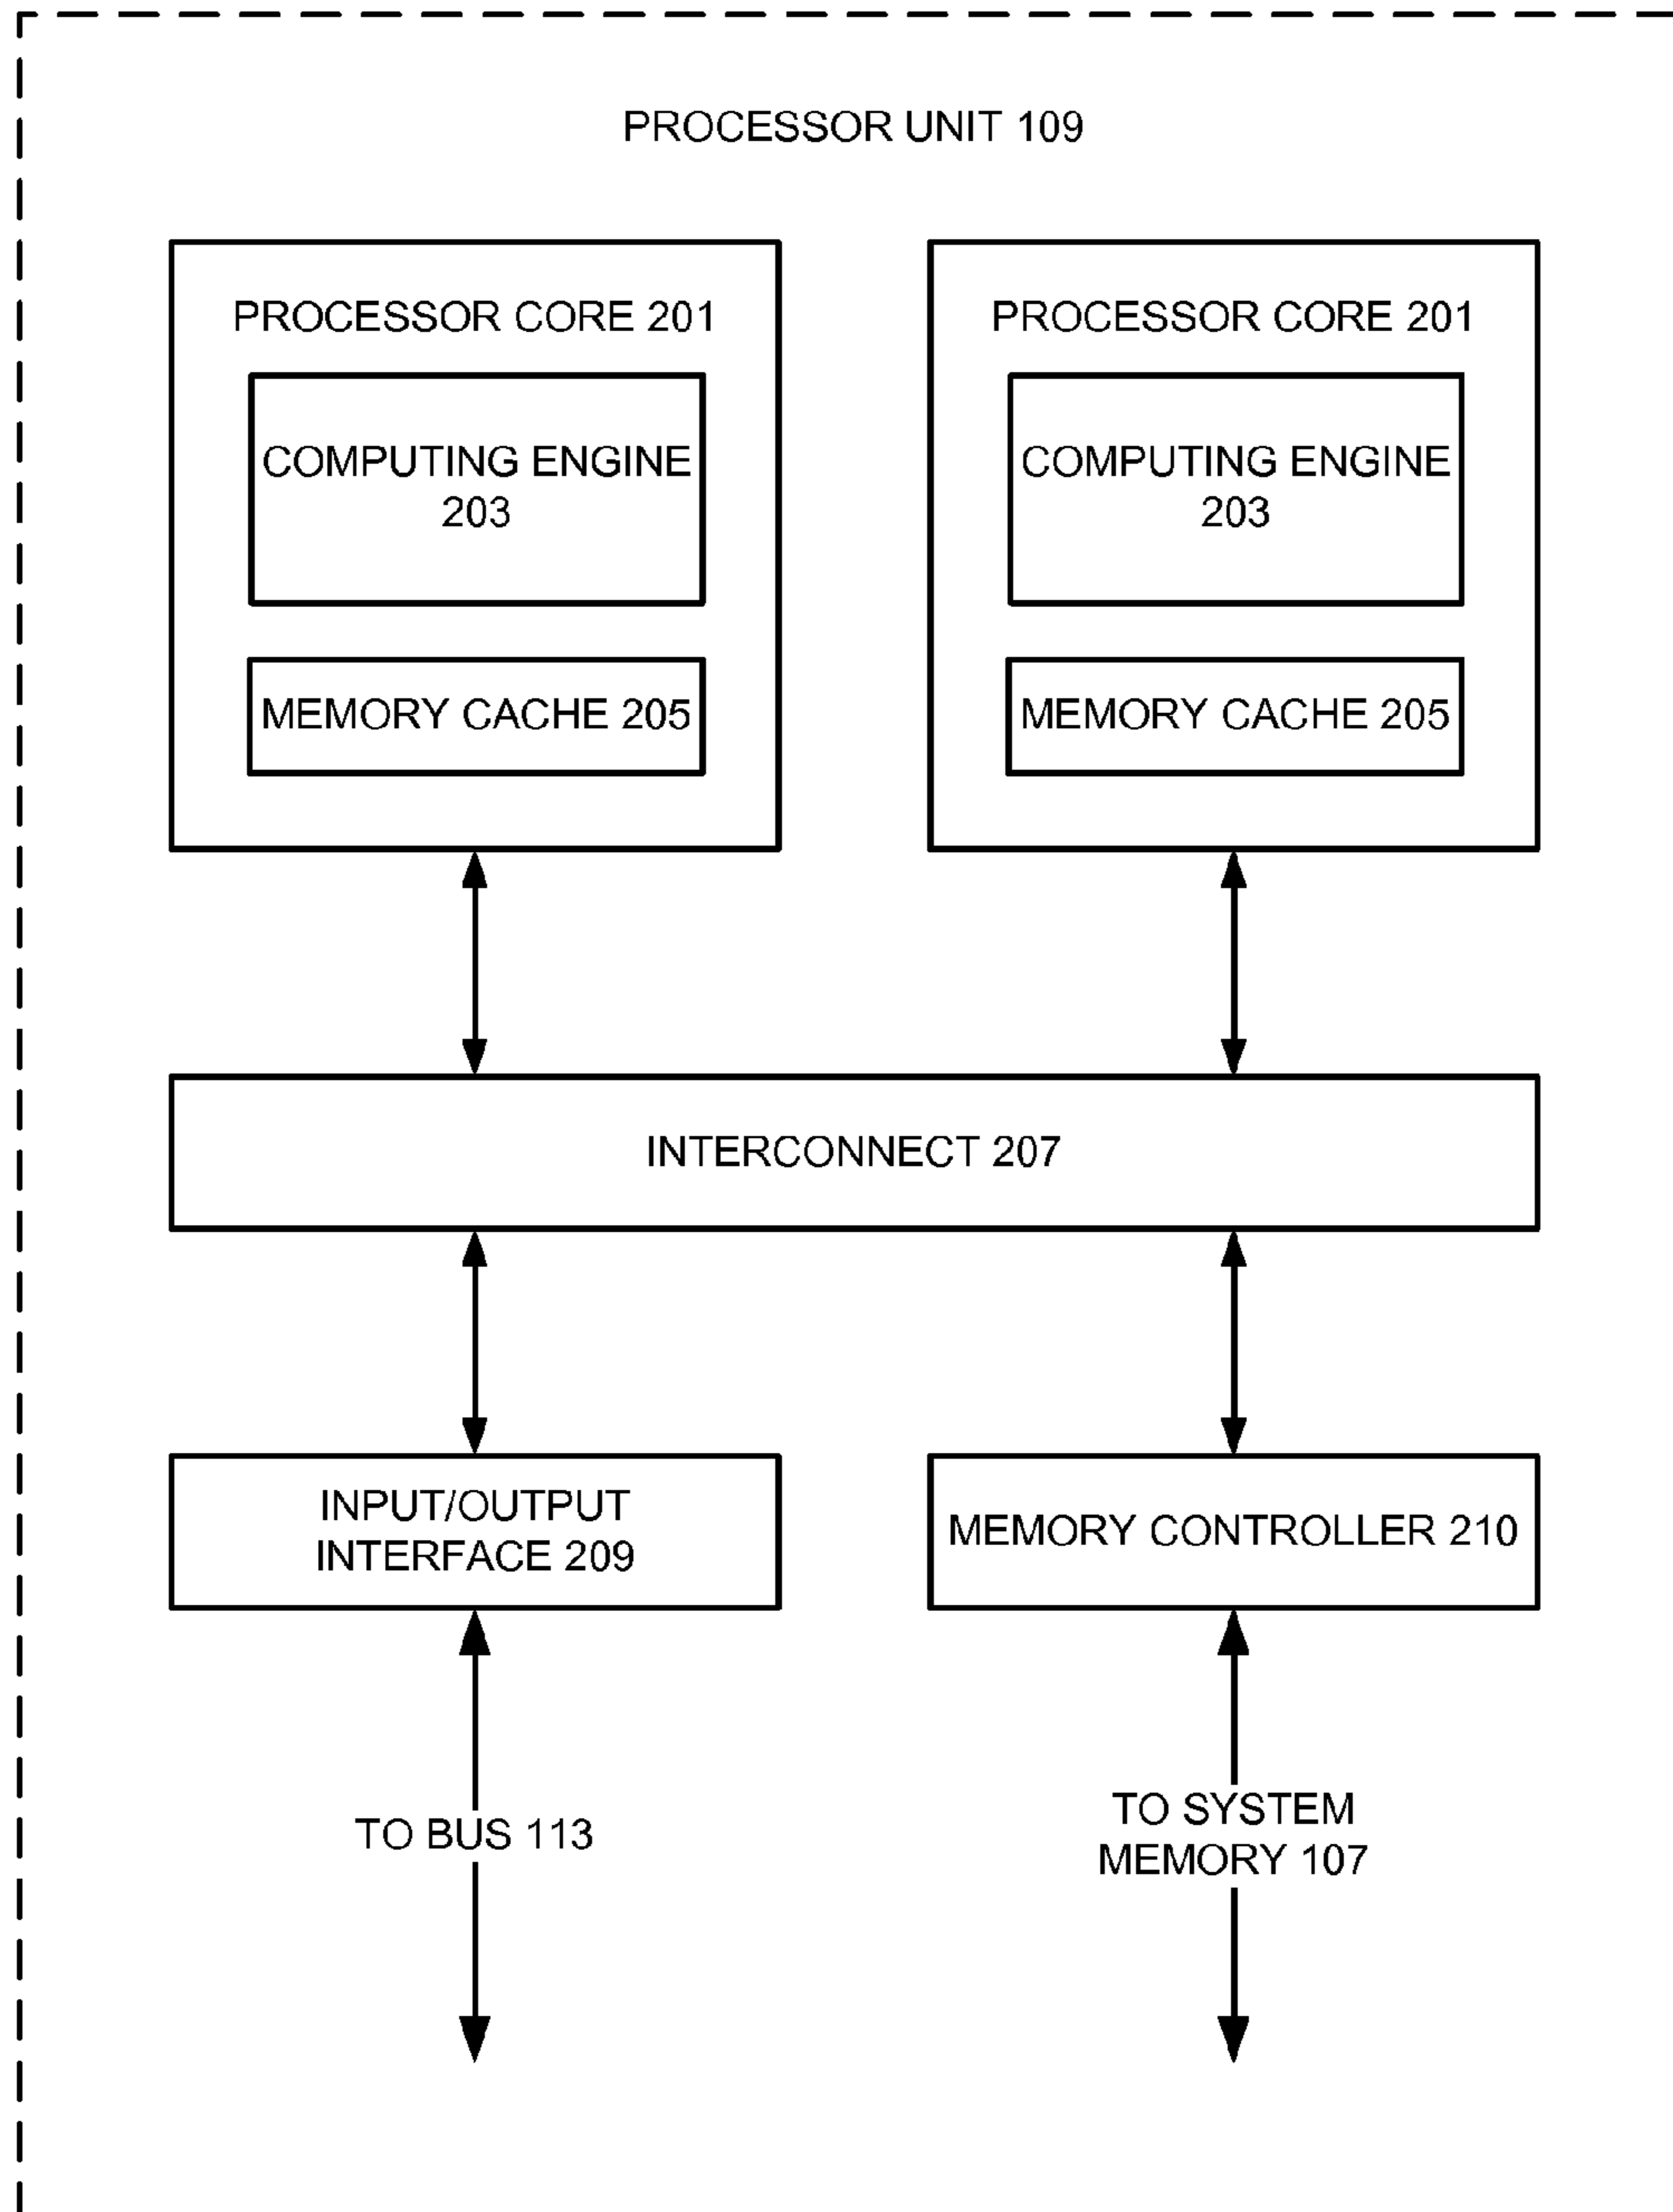 PROCESSOR UNIT 109
PROCESSOR CORE 201
COMPUTING ENGINE
203
MEMORY CACHE 205
PROCESSOR CORE 201
COMPUTING ENGINE
203
MEMORY CACHE 205
INTERCONNECT 207
INPUT/OUTPUT
INTERFACE 209
MEMORY CONTROLLER 210
TO BUS 113
TO SYSTEM
MEMORY 107